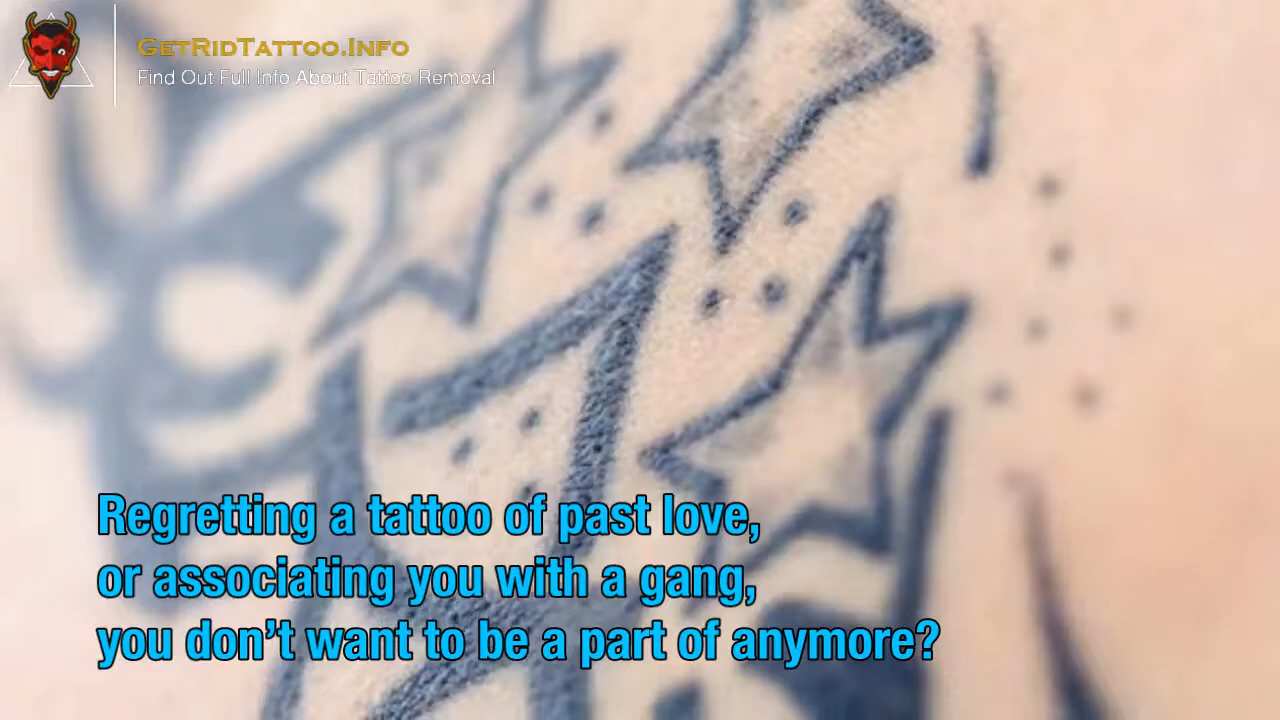 GetRidTattoo.Info
Find Out Full Info About Tattoo Removal
Regretting a tattoo of past love,
or associating you with a gang,
you don't want to be a part of anymore?